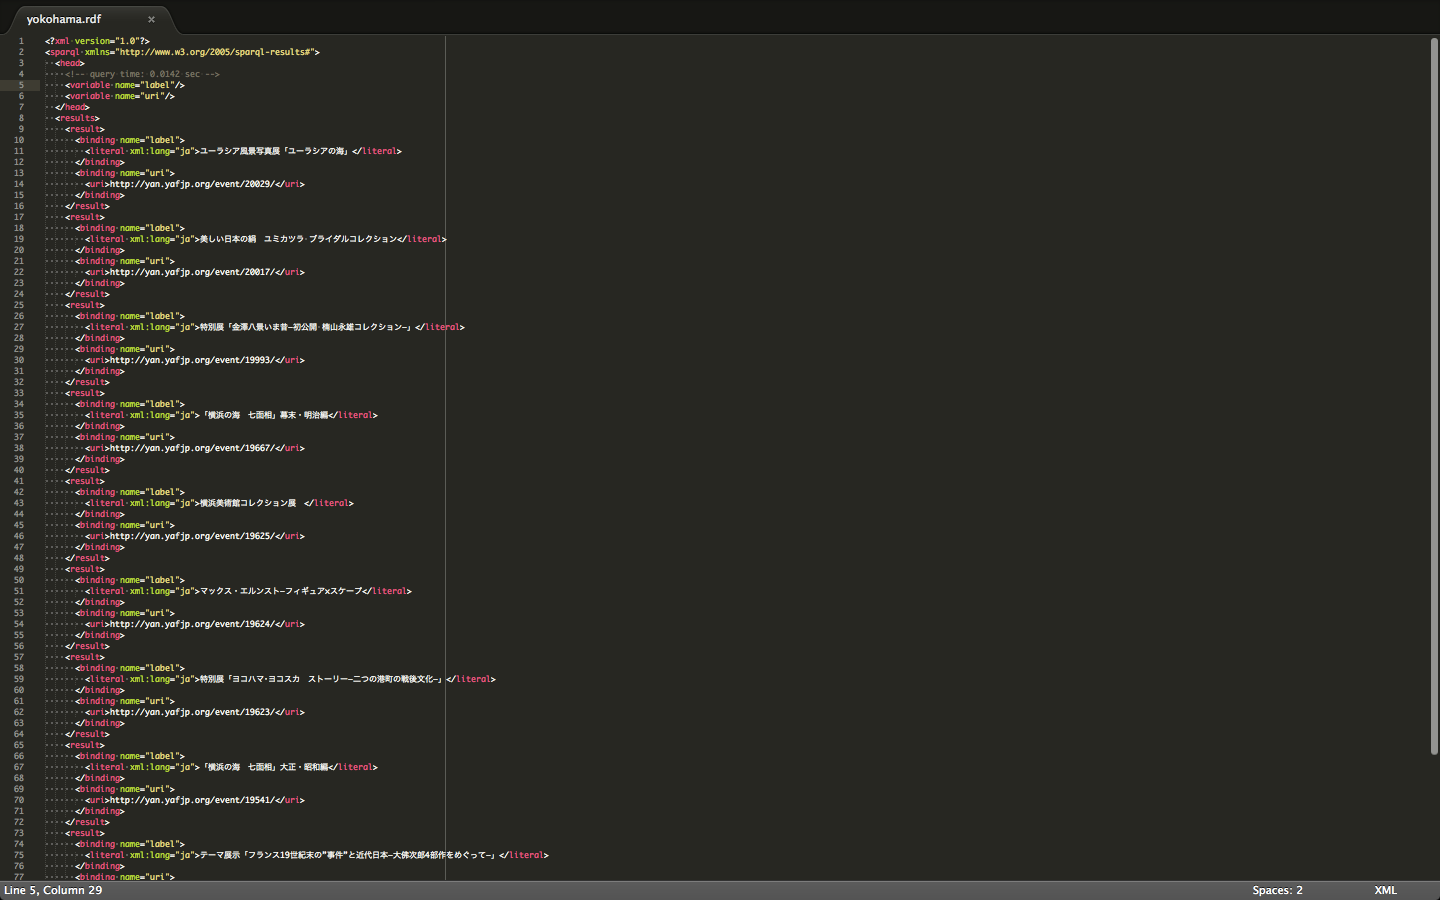 yokohama.rdf ×
1 <?xml version="1.0"?>
2 <sparql xmlns="http://www.w3.org/2005/sparql-results#">
3 <head>
4 <!-- query time: 0.0142 sec -->
5 <variable name="label"/>
6 <variable name="uri"/>
7 </head>
8 <results>
9 <result>
10 <binding name="label">
11 <literal xml:lang="ja">ユーラシア風景写真展「ユーラシアの海」</literal>
12 </binding>
13 <binding name="uri">
14 <uri>http://yan.yafjp.org/event/20029/</uri>
15 </binding>
16 </result>
17 <result>
18 <binding name="label">
19 <literal xml:lang="ja">美しい日本の絹　ユミカツラ ブライダルコレクション</literal>
20 </binding>
21 <binding name="uri">
22 <uri>http://yan.yafjp.org/event/20017/</uri>
23 </binding>
24 </result>
25 <result>
26 <binding name="label">
27 <literal xml:lang="ja">特別展「金澤八景いま昔―初公開 楠山永雄コレクション―」</literal>
28 </binding>
29 <binding name="uri">
30 <uri>http://yan.yafjp.org/event/19993/</uri>
31 </binding>
32 </result>
33 <result>
34 <binding name="label">
35 <literal xml:lang="ja">「横浜の海　七面相」幕末・明治編</literal>
36 </binding>
37 <binding name="uri">
38 <uri>http://yan.yafjp.org/event/19667/</uri>
39 </binding>
40 </result>
41 <result>
42 <binding name="label">
43 <literal xml:lang="ja">横浜美術館コレクション展　</literal>
44 </binding>
45 <binding name="uri">
46 <uri>http://yan.yafjp.org/event/19625/</uri>
47 </binding>
48 </result>
49 <result>
50 <binding name="label">
51 <literal xml:lang="ja">マックス・エルンスト―フィギュア×スケープ</literal>
52 </binding>
53 <binding name="uri">
54 <uri>http://yan.yafjp.org/event/19624/</uri>
55 </binding>
56 </result>
57 <result>
58 <binding name="label">
59 <literal xml:lang="ja">特別展「ヨコハマ・ヨコスカ　ストーリー―二つの港町の戦後文化―」</literal>
60 </binding>
61 <binding name="uri">
62 <uri>http://yan.yafjp.org/event/19623/</uri>
63 </binding>
64 </result>
65 <result>
66 <binding name="label">
67 <literal xml:lang="ja">「横浜の海　七面相」大正・昭和編</literal>
68 </binding>
69 <binding name="uri">
70 <uri>http://yan.yafjp.org/event/19541/</uri>
71 </binding>
72 </result>
73 <result>
74 <binding name="label">
75 <literal xml:lang="ja">テーマ展示「フランス19世紀末の”事件”と近代日本―大佛次郎4部作をめぐって―」</literal>
76 </binding>
77 <binding name="uri">
Line 5, Column 29 Spaces: 2 XML